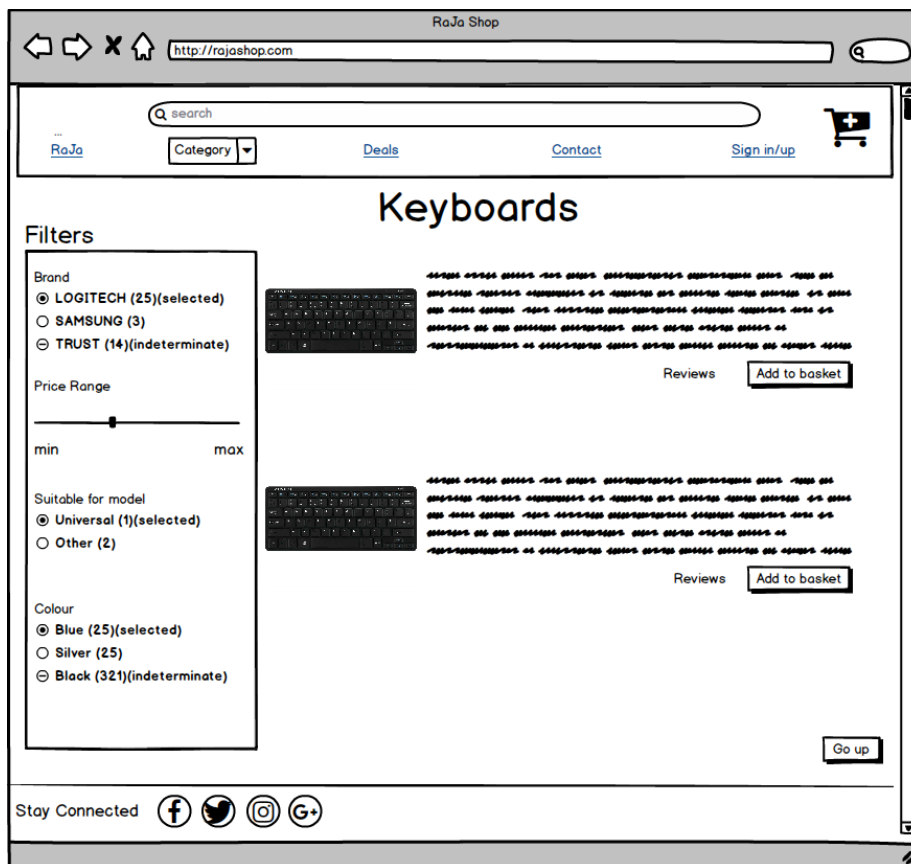 RaJa Shop
http://rajashop.com
search
...
RaJa Category Deals Contact Sign in/up
Keyboards
Filters
Brand
LOGITECH (25)(selected)
SAMSUNG (3)
TRUST (14)(indeterminate)
Price Range
min max
Suitable for model
Universal (1)(selected)
Other (2)
Colour
Blue (25)(selected)
Silver (25)
Black (321)(indeterminate)
Reviews Add to basket
Reviews Add to basket
Go up
Stay Connected f G+